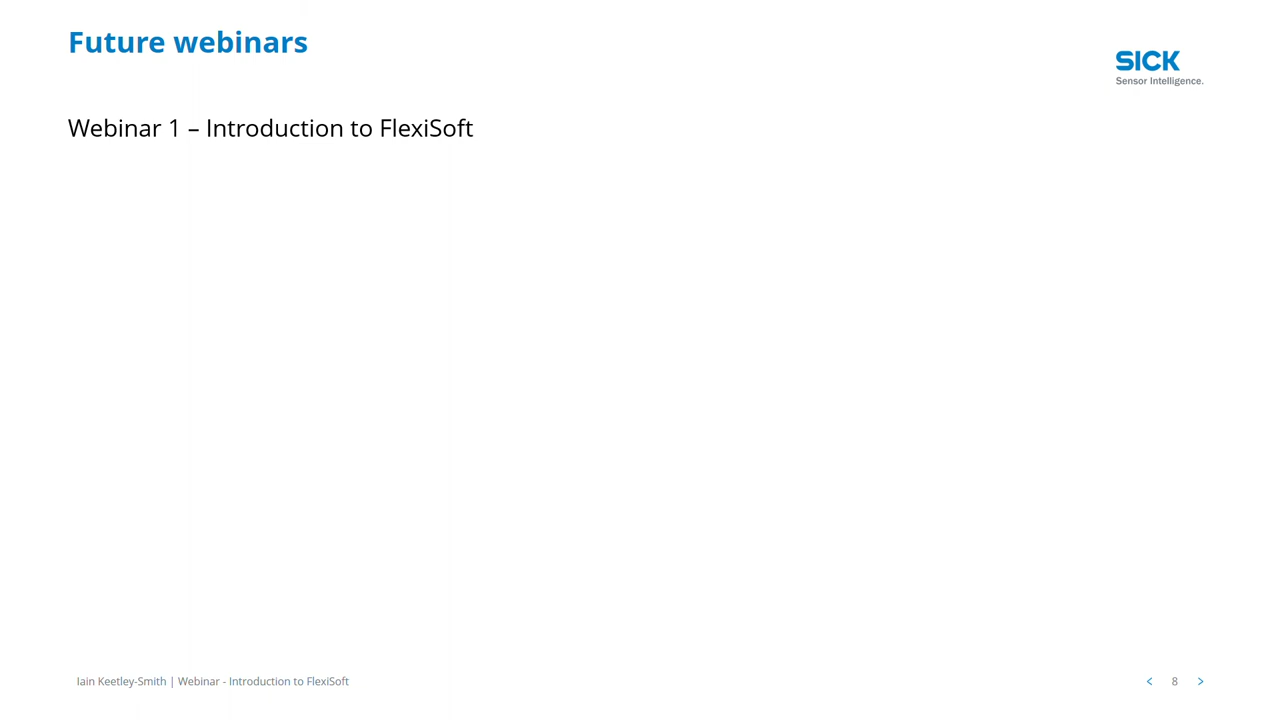 Future webinars
SICK
Sensor Intelligence.
Webinar 1 – Introduction to FlexiSoft
Iain Keetley-Smith | Webinar - Introduction to FlexiSoft
< 8 >